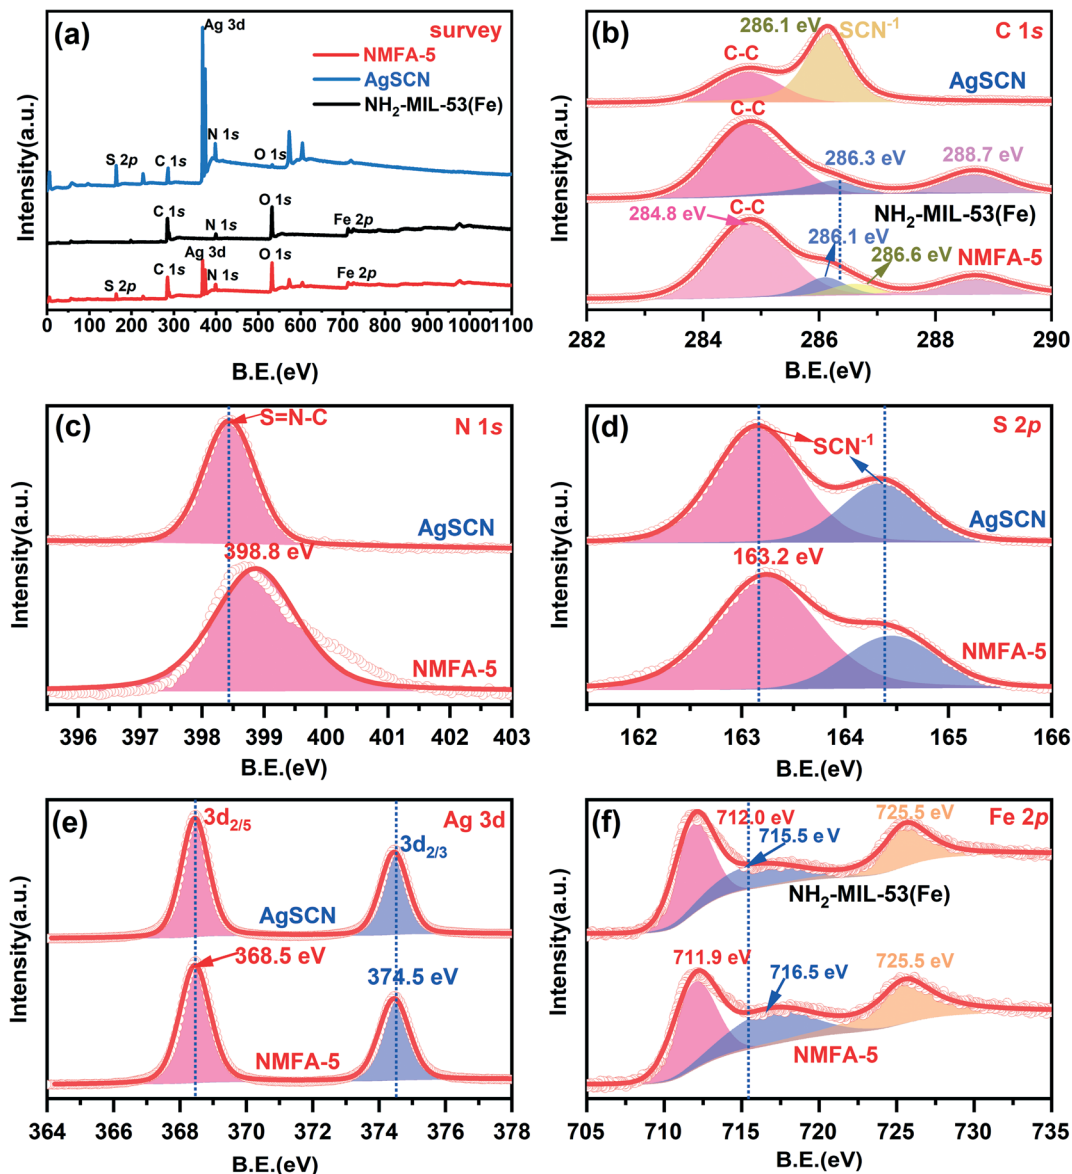 (a)
Ag 3d
survey
NMFA-5
AgSCN
NH2-MIL-53(Fe)
S 2p
C 1s
N 1s
O 1s
C 1s
N 1s
O 1s
Fe 2p
S 2p
C 1s
Ag 3d
N 1s
O 1s
Fe 2p
Intensity(a.u.)
0 100 200 300 400 500 600 700 800 900 1000 1100
B.E.(eV)
(b)
286.1 eV
SCN-1
C 1s
C-C
AgSCN
C-C
286.3 eV
288.7 eV
NH2-MIL-53(Fe)
284.8 eV
C-C
286.1 eV
286.6 eV
NMFA-5
Intensity(a.u.)
282 284 286 288 290
B.E.(eV)
(c)
S=N-C
N 1s
AgSCN
398.8 eV
NMFA-5
Intensity(a.u.)
396 397 398 399 400 401 402 403
B.E.(eV)
(d)
S 2p
SCN-1
AgSCN
163.2 eV
NMFA-5
Intensity(a.u.)
162 163 164 165 166
B.E.(eV)
(e)
3d2/5
Ag 3d
3d2/3
AgSCN
368.5 eV
374.5 eV
NMFA-5
Intensity(a.u.)
364 366 368 370 372 374 376 378
B.E.(eV)
(f)
712.0 eV
725.5 eV
Fe 2p
715.5 eV
NH2-MIL-53(Fe)
711.9 eV
716.5 eV
725.5 eV
NMFA-5
Intensity(a.u.)
705 710 715 720 725 730 735
B.E.(eV)